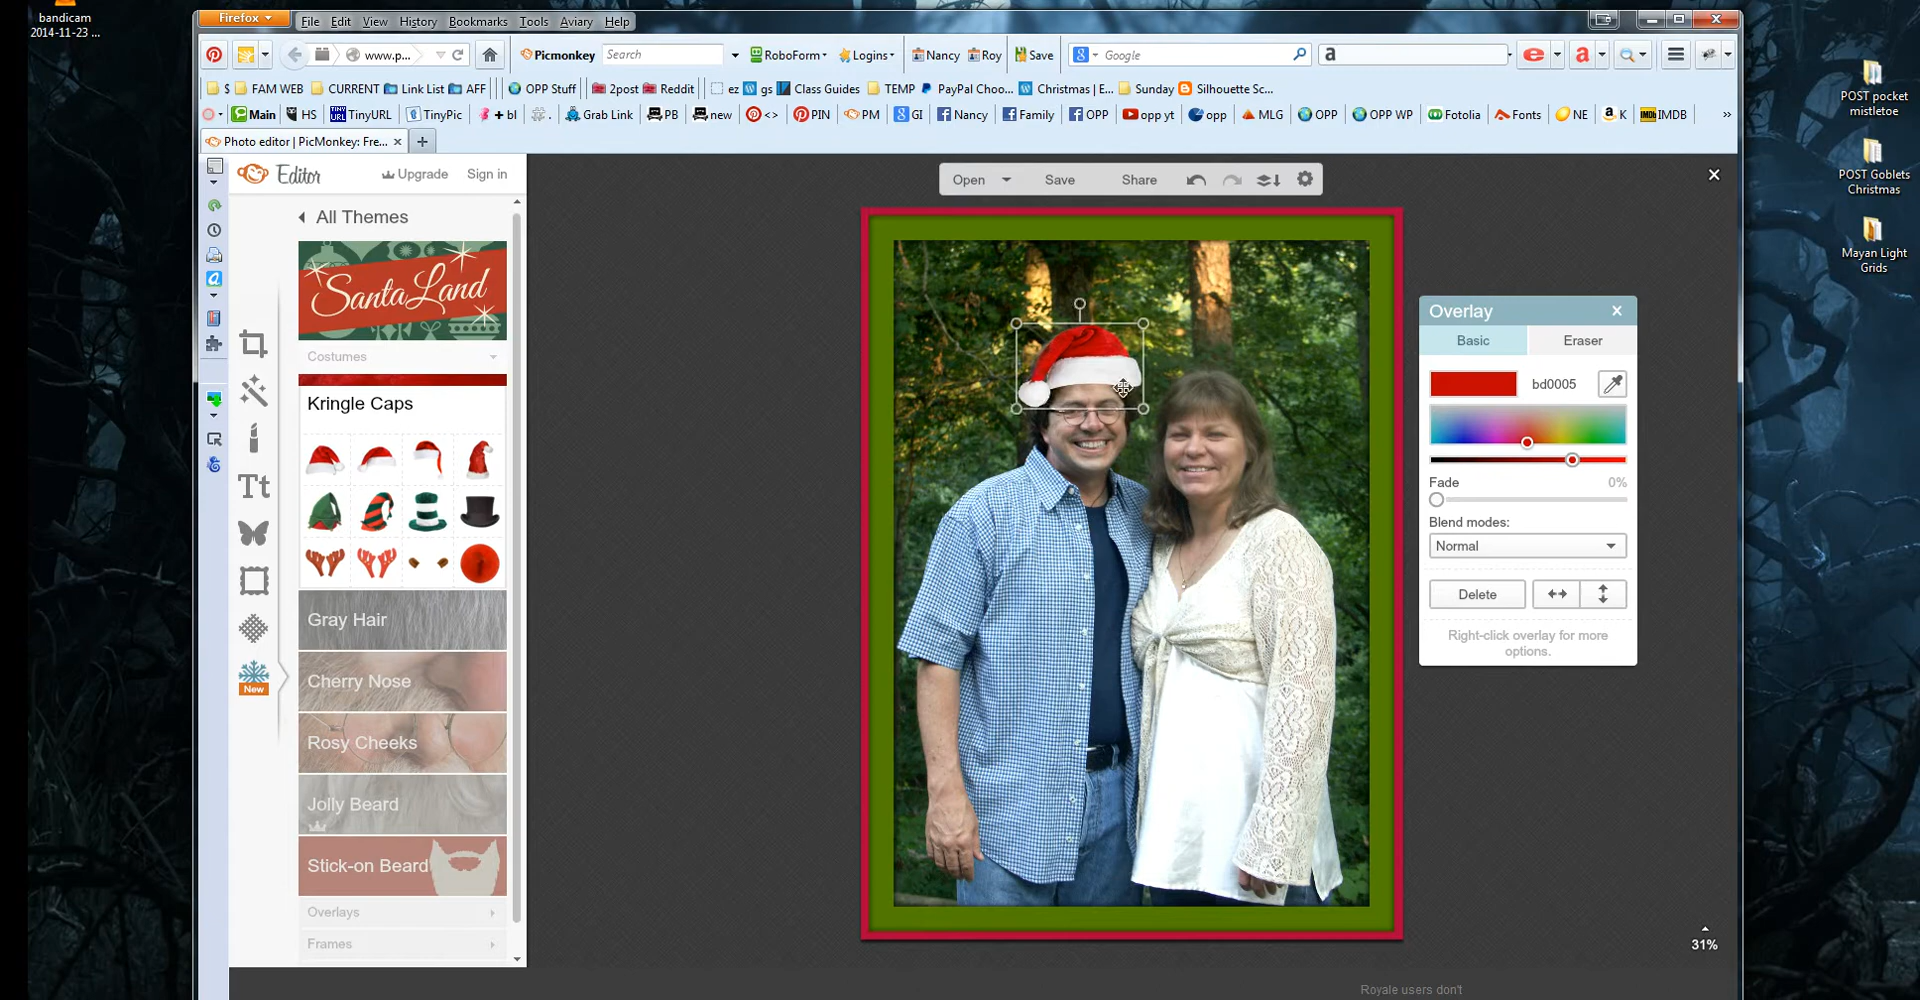 bandicam
2014-11-23 ...
Firefox
File Edit View History Bookmarks Tools Aviary Help
www.p...
Picmonkey Search
RoboForm Logins
Nancy Roy
Save
Google
a
$ FAM WEB CURRENT Link List AFF OPP Stuff 2post Reddit ez gs Class Guides TEMP PayPal Choo... Christmas | E... Sunday Silhouette Sc...
Main HS TinyURL TinyPic + bl :. Grab Link PB new <> PIN PM GI Nancy Family OPP opp yt opp MLG OPP OPP WP Fotolia Fonts NE K IMDB
Photo editor | PicMonkey: Fre...
Editor
Upgrade Sign in
All Themes
Santa Land
Costumes
Kringle Caps
Gray Hair
Cherry Nose
Rosy Cheeks
Jolly Beard
Stick-on Beard
Overlays
Frames
Tt
New
Open Save Share
Overlay
Basic Eraser
bd0005
Fade 0%
Blend modes:
Normal
Delete
Right-click overlay for more
options.
31%
Royale users don't
POST pocket
mistletoe
POST Goblets
Christmas
Mayan Light
Grids